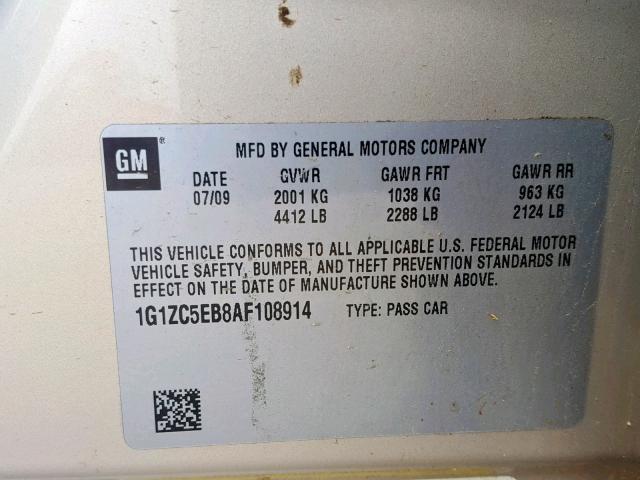 GM ®
MFD BY GENERAL MOTORS COMPANY
DATE GVWR GAWR FRT GAWR RR
07/09 2001 KG 1038 KG 963 KG
4412 LB 2288 LB 2124 LB
THIS VEHICLE CONFORMS TO ALL APPLICABLE U.S. FEDERAL MOTOR
VEHICLE SAFETY, BUMPER, AND THEFT PREVENTION STANDARDS IN
EFFECT ON THE DATE OF MANUFACTURE SHOWN ABOVE.
1G1ZC5EB8AF108914 TYPE: PASS CAR